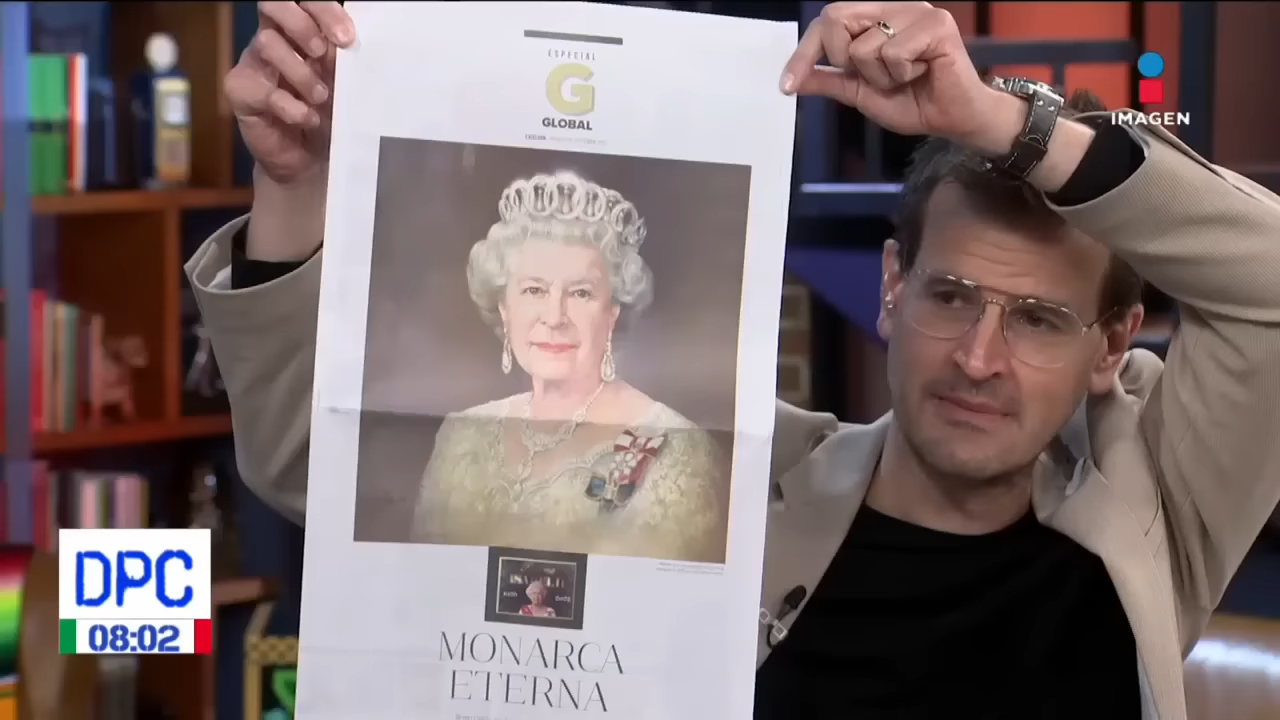 ESPECIAL
G
GLOBAL
IMAGEN
DPC
08:02
MONARCA
ETERNA